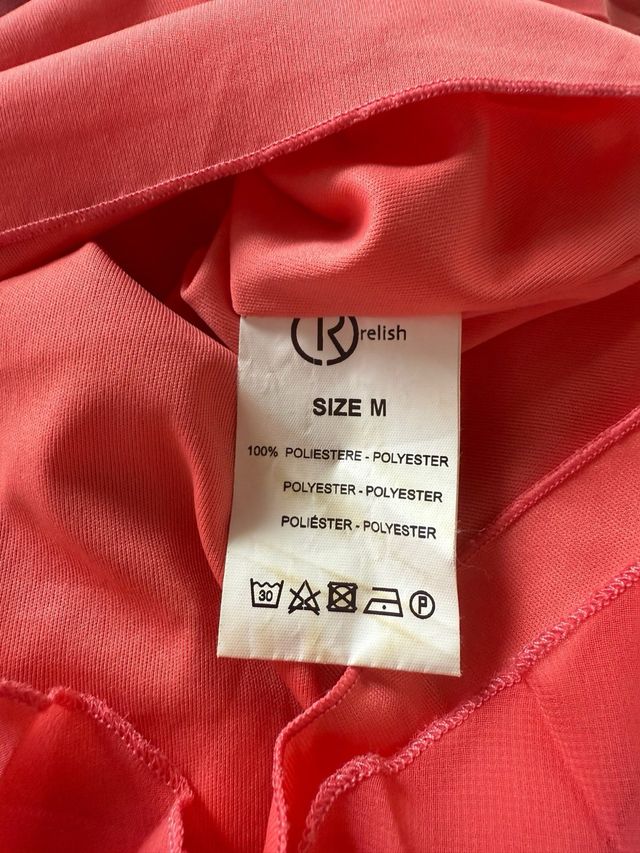 R relish
SIZE M
100% POLIESTERE - POLYESTER
POLYESTER - POLYESTER
POLIÉSTER - POLYESTER
30 P